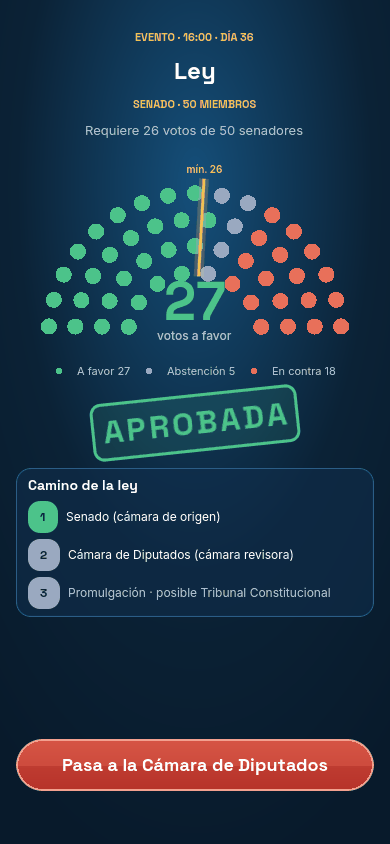 EVENTO · 16:00 · DÍA 36
Ley
SENADO · 50 MIEMBROS
Requiere 26 votos de 50 senadores
mín. 26
27
votos a favor
A favor 27 Abstención 5 En contra 18
APROBADA
Camino de la ley
1 Senado (cámara de origen)
2 Cámara de Diputados (cámara revisora)
3 Promulgación · posible Tribunal Constitucional
Pasa a la Cámara de Diputados